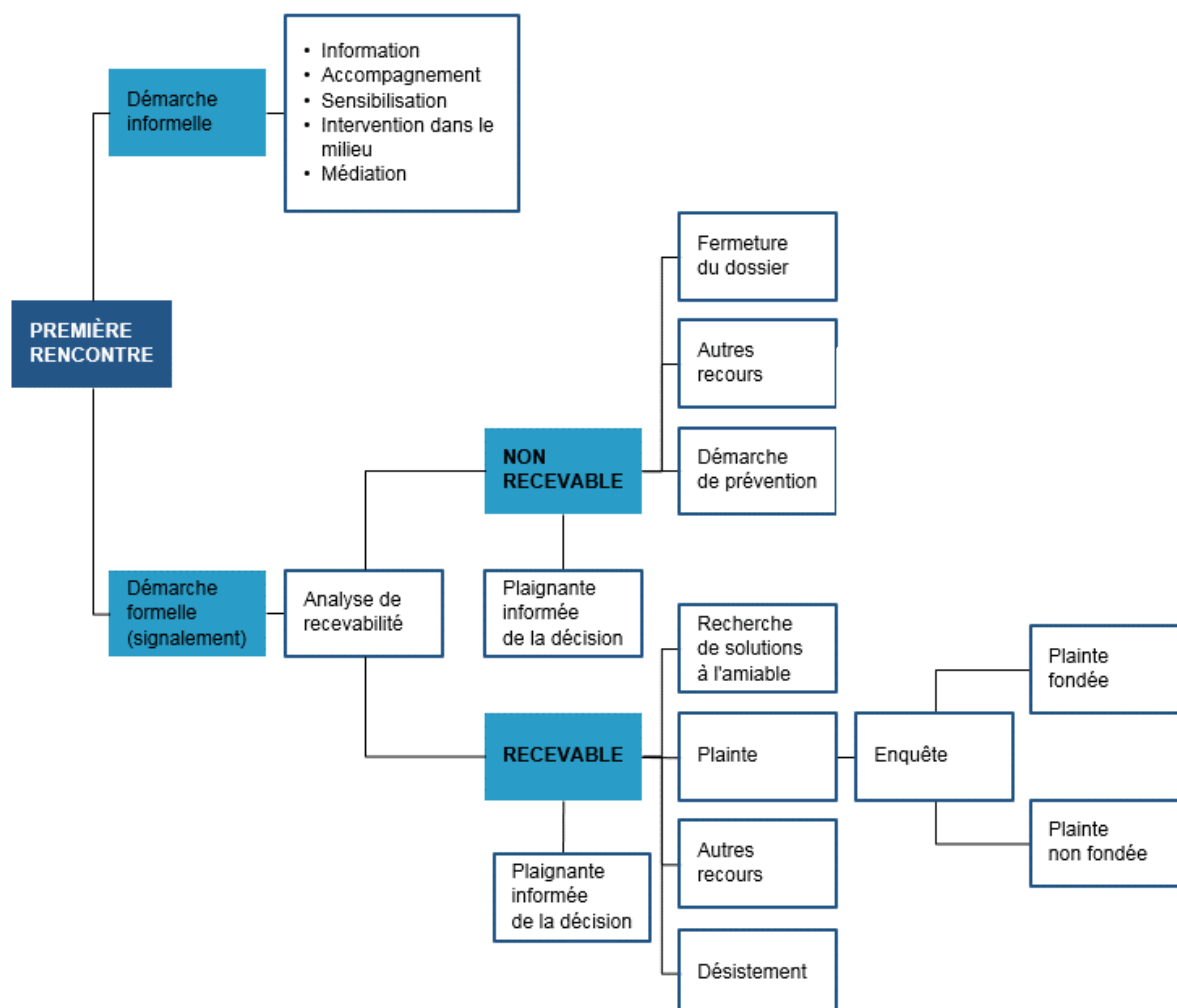 • Information
• Accompagnement
• Sensibilisation
• Intervention dans le
milieu
• Médiation
Démarche
informelle
PREMIÈRE
RENCONTRE
Démarche
formelle
(signalement)
Analyse de
recevabilité
NON
RECEVABLE
Plaignante
informée
de la décision
Fermeture
du dossier
Autres
recours
Démarche
de prévention
RECEVABLE
Plaignante
informée
de la décision
Recherche
de solutions
à l'amiable
Plainte
Autres
recours
Désistement
Enquête
Plainte
fondée
Plainte
non fondée